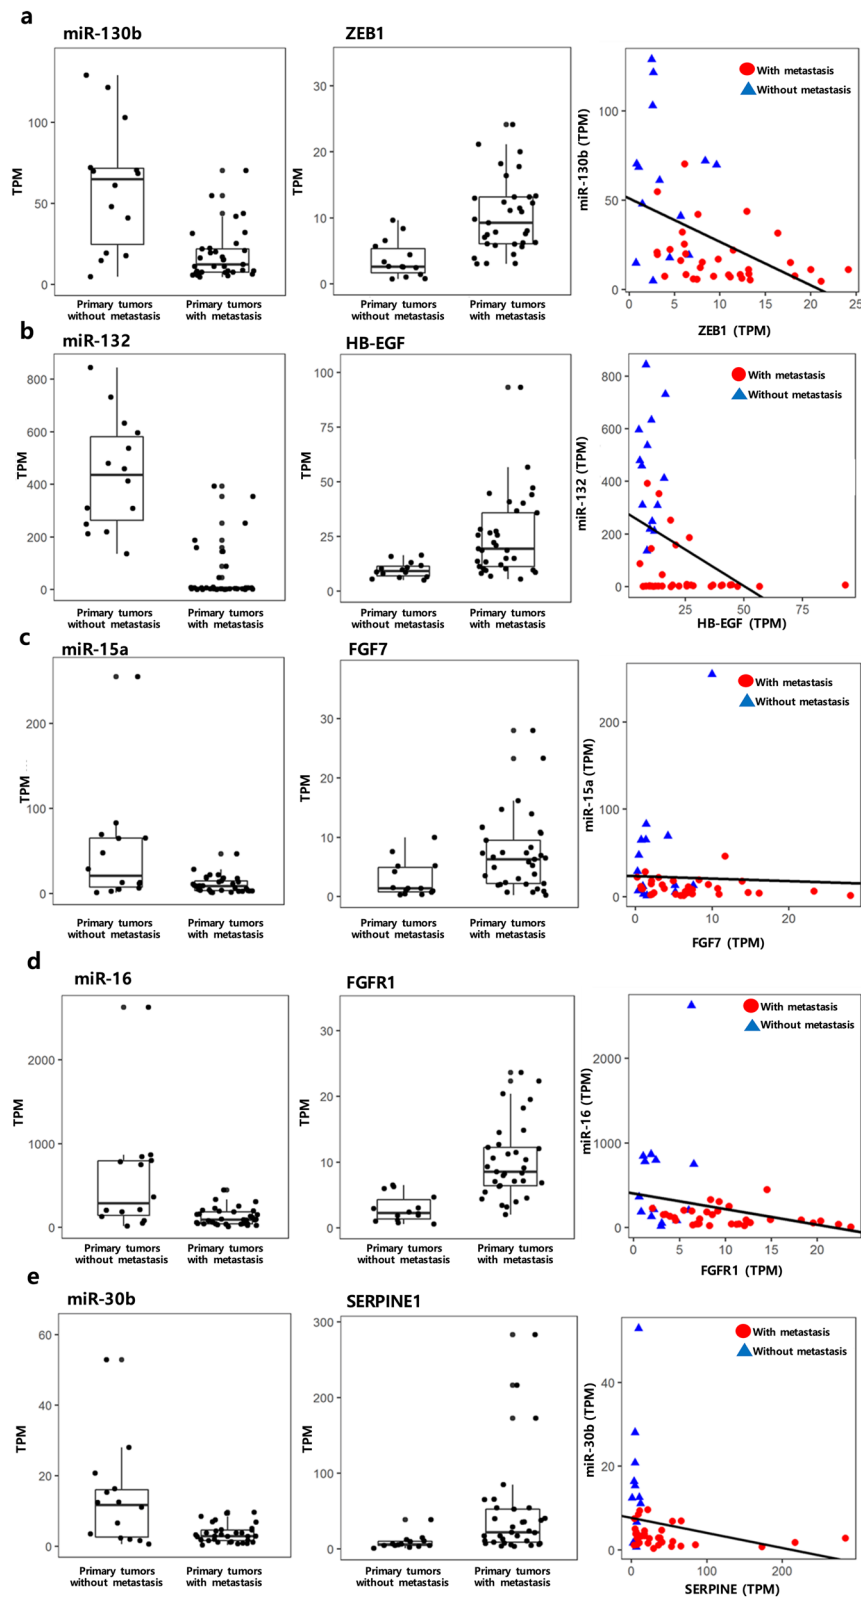 a
miR-130b
ZEB1
TPM
100
50
0
Primary tumors
without metastasis
Primary tumors
with metastasis
TPM
30
20
10
0
Primary tumors
without metastasis
Primary tumors
with metastasis
miR-130b (TPM)
100
50
0
With metastasis
Without metastasis
0
5
10
15
20
25
ZEB1 (TPM)
b
miR-132
HB-EGF
TPM
800
600
400
200
0
Primary tumors
without metastasis
Primary tumors
with metastasis
TPM
100
75
50
25
0
Primary tumors
without metastasis
Primary tumors
with metastasis
miR-132 (TPM)
800
600
400
200
0
With metastasis
Without metastasis
25
50
75
HB-EGF (TPM)
c
miR-15a
FGF7
TPM
200
100
0
Primary tumors
without metastasis
Primary tumors
with metastasis
TPM
30
20
10
0
Primary tumors
without metastasis
Primary tumors
with metastasis
miR-15a (TPM)
200
100
0
With metastasis
Without metastasis
0
10
20
FGF7 (TPM)
d
miR-16
FGFR1
TPM
2000
1000
0
Primary tumors
without metastasis
Primary tumors
with metastasis
TPM
30
20
10
0
Primary tumors
without metastasis
Primary tumors
with metastasis
miR-16 (TPM)
2000
1000
0
With metastasis
Without metastasis
0
5
10
15
20
FGFR1 (TPM)
e
miR-30b
SERPINE1
TPM
60
40
20
0
Primary tumors
without metastasis
Primary tumors
with metastasis
TPM
300
200
100
0
Primary tumors
without metastasis
Primary tumors
with metastasis
miR-30b (TPM)
40
20
0
With metastasis
Without metastasis
0
100
200
SERPINE (TPM)